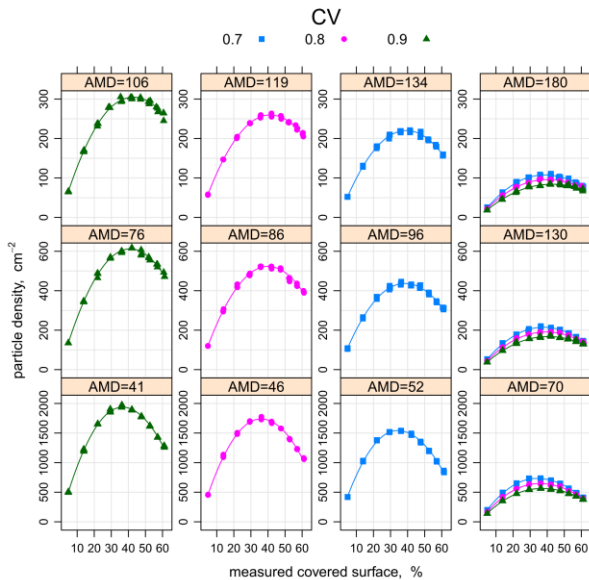 CV
0.7 0.8 0.9
AMD=106 AMD=119 AMD=134 AMD=180
300
200
100
0
AMD=76 AMD=86 AMD=96 AMD=130
600
400
200
0
AMD=41 AMD=46 AMD=52 AMD=70
2000
1500
1000
500
0
particle density, cm⁻²
10 20 30 40 50 60 10 20 30 40 50 60 10 20 30 40 50 60 10 20 30 40 50 60
measured covered surface, %